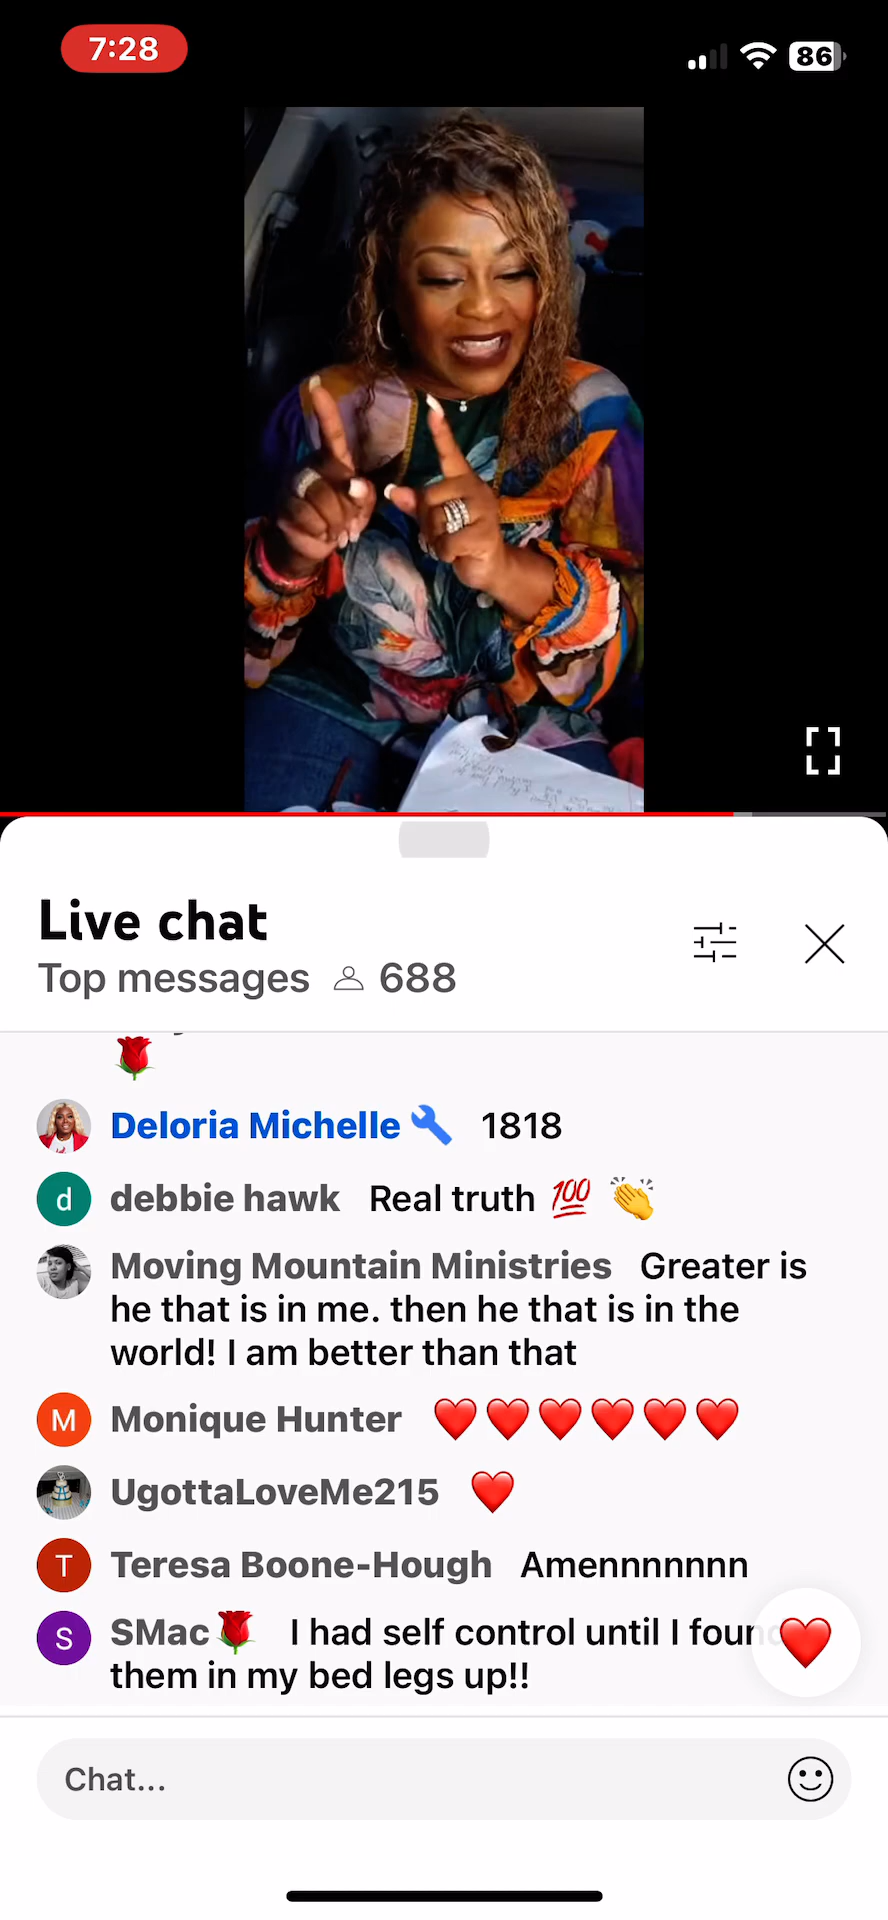 7:28
86
Live chat
Top messages 688
🌹
Deloria Michelle 🔧 1818
d debbie hawk Real truth 💯 👏
Moving Mountain Ministries Greater is
he that is in me. then he that is in the
world! I am better than that
M Monique Hunter ❤️❤️❤️❤️❤️❤️
UgottaLoveMe215 ❤️
T Teresa Boone-Hough Amennnnnnn
S SMac🌹 I had self control until I found
them in my bed legs up!!
Chat...